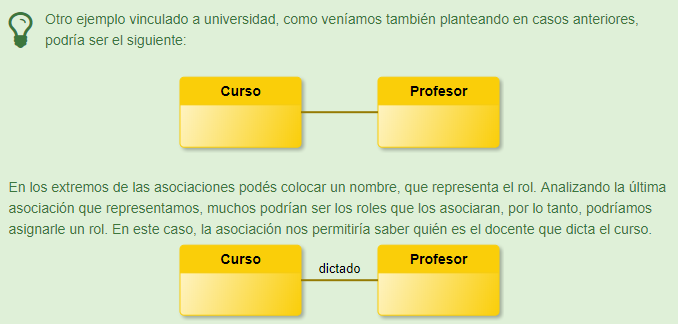 Otro ejemplo vinculado a universidad, como veníamos también planteando en casos anteriores,
podría ser el siguiente:
Curso
Profesor
En los extremos de las asociaciones podés colocar un nombre, que representa el rol. Analizando la última
asociación que representamos, muchos podrían ser los roles que los asociaran, por lo tanto, podríamos
asignarle un rol. En este caso, la asociación nos permitiría saber quién es el docente que dicta el curso.
Curso
dictado
Profesor